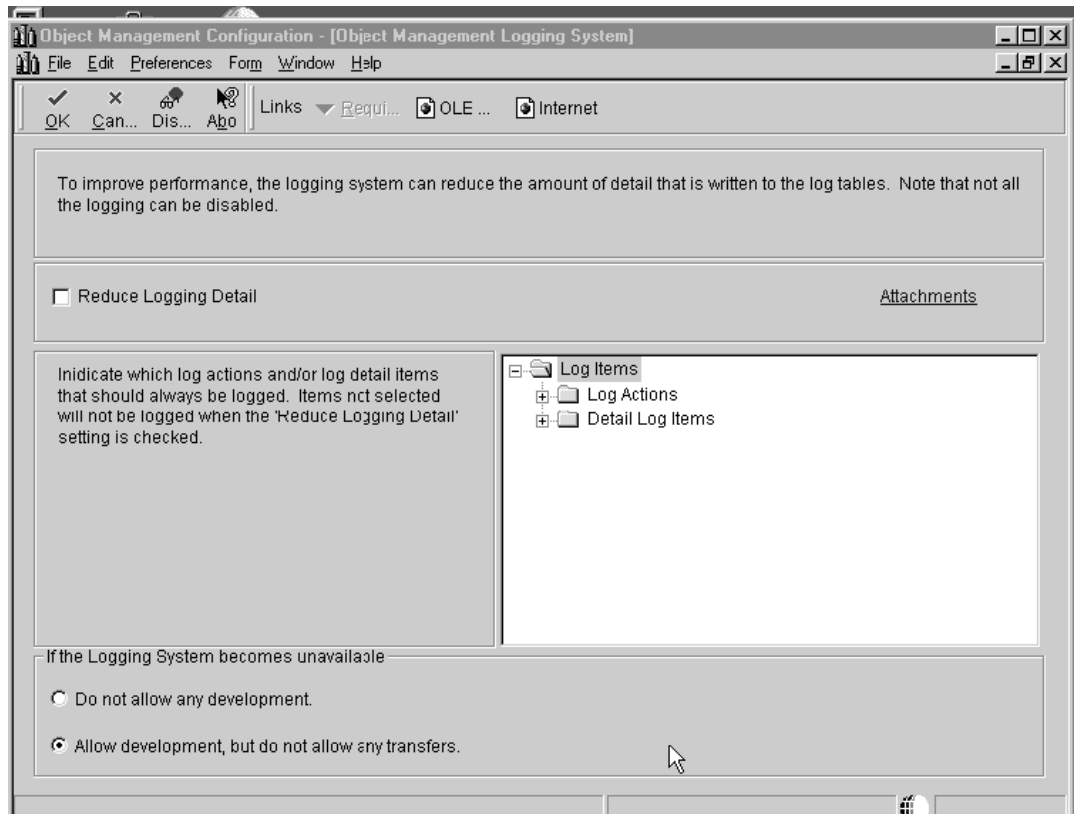 Object Management Configuration - [Object Management Logging System]
File Edit Preferences Form Window Help
OK Can... Dis... Abo Links Requi... OLE ... Internet
To improve performance, the logging system can reduce the amount of detail that is written to the log tables. Note that not all
the logging can be disabled.
Reduce Logging Detail
Attachments
Inidicate which log actions and/or log detail items
that should always be logged. Items not selected
will not be logged when the 'Reduce Logging Detail'
setting is checked.
Log Items
Log Actions
Detail Log Items
If the Logging System becomes unavailable
Do not allow any development.
Allow development, but do not allow any transfers.